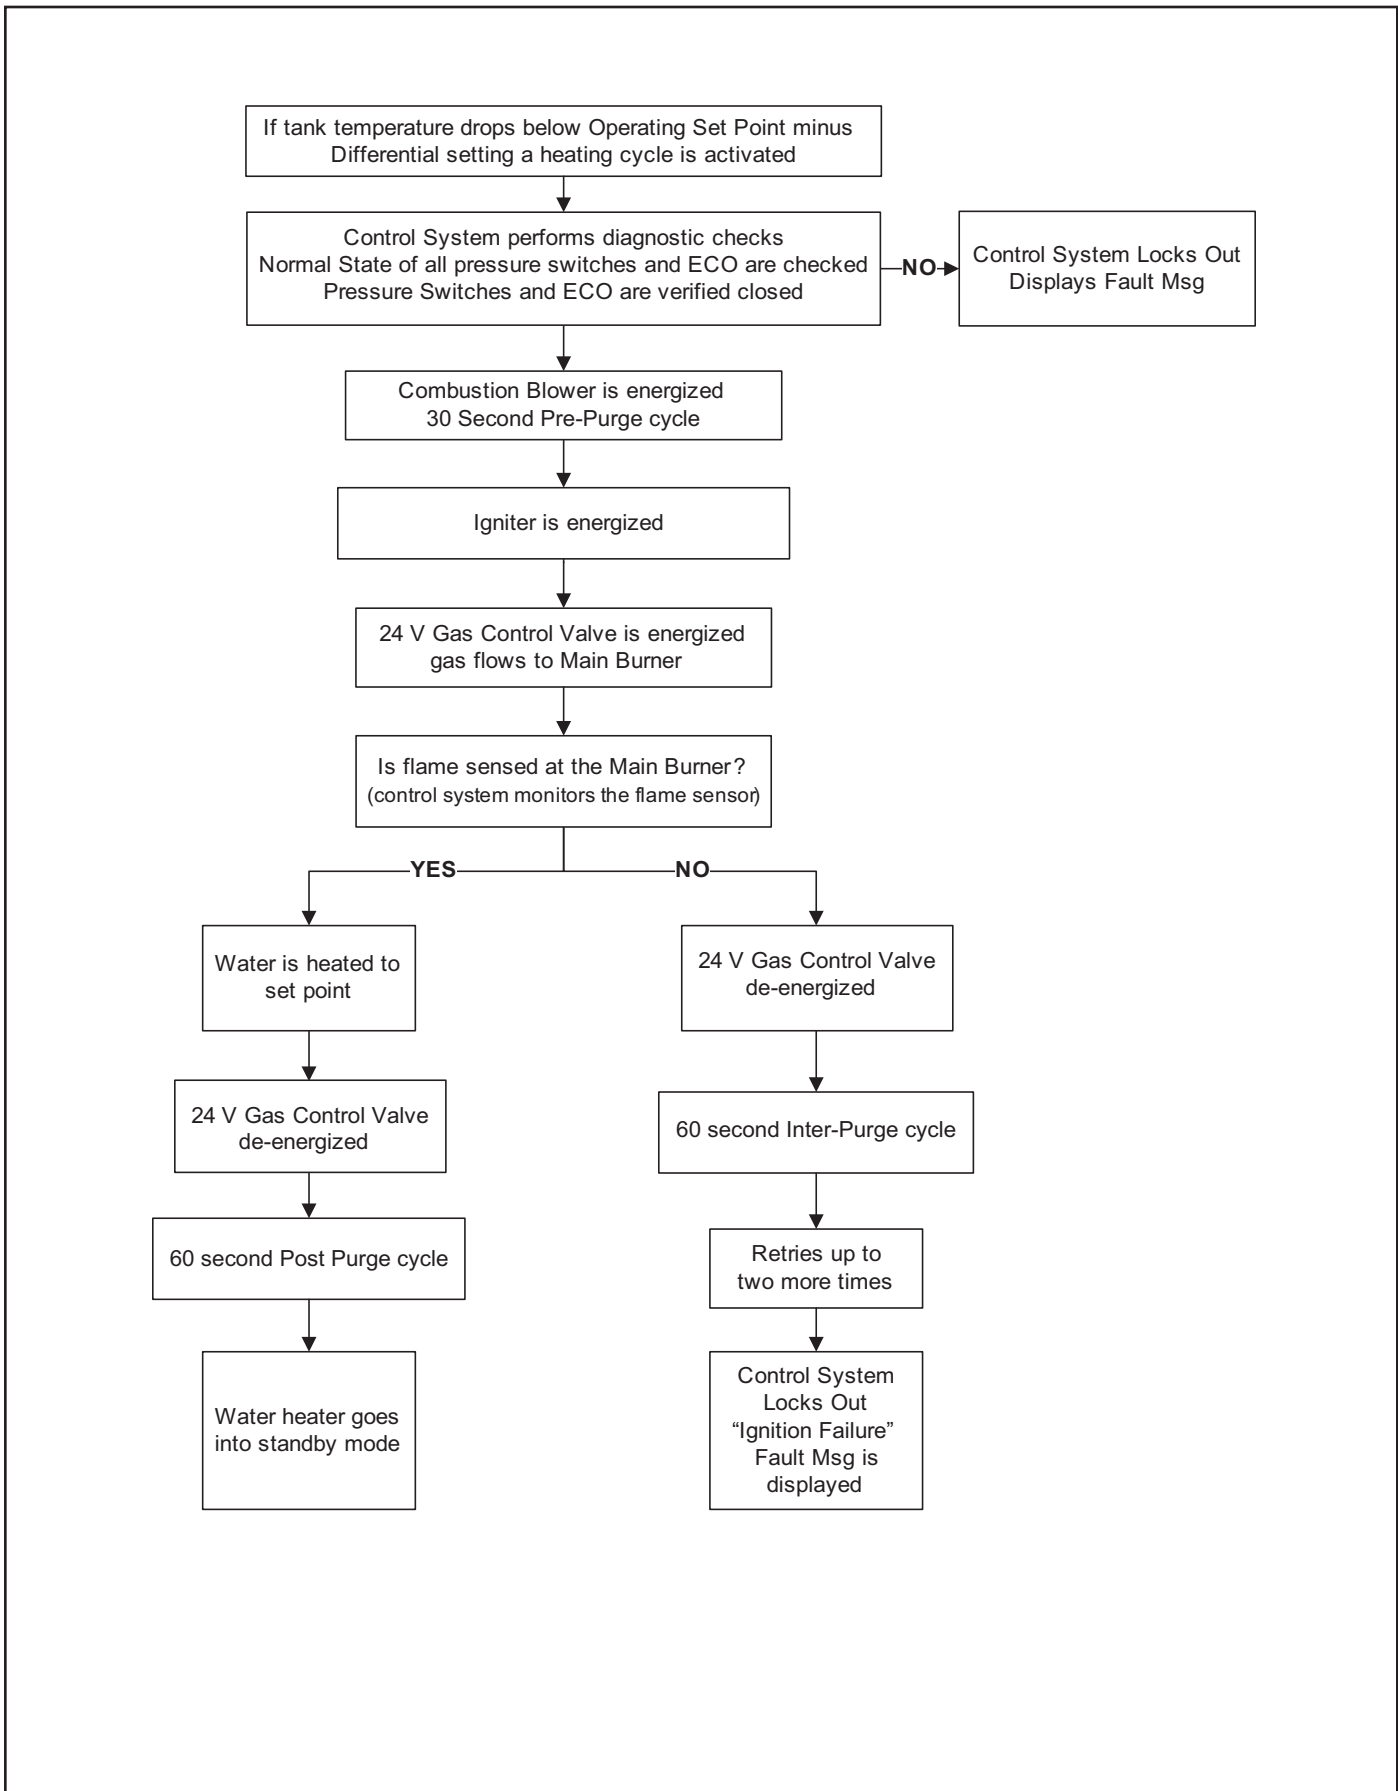 If tank temperature drops below Operating Set Point minus
Differential setting a heating cycle is activated
Control System performs diagnostic checks
Normal State of all pressure switches and ECO are checked
Pressure Switches and ECO are verified closed
NO
Control System Locks Out
Displays Fault Msg
Combustion Blower is energized
30 Second Pre-Purge cycle
Igniter is energized
24 V Gas Control Valve is energized
gas flows to Main Burner
Is flame sensed at the Main Burner?
(control system monitors the flame sensor)
YES
NO
Water is heated to
set point
24 V Gas Control Valve
de-energized
60 second Post Purge cycle
Water heater goes
into standby mode
24 V Gas Control Valve
de-energized
60 second Inter-Purge cycle
Retries up to
two more times
Control System
Locks Out
“Ignition Failure”
Fault Msg is
displayed